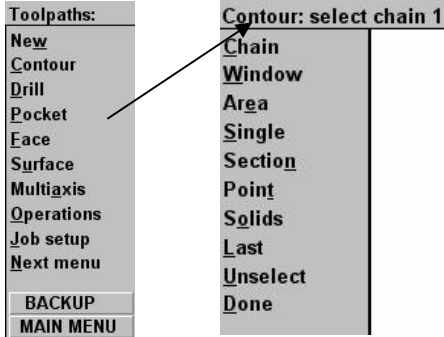 Toolpaths:
New
Contour
Drill
Pocket
Face
Surface
Multiaxis
Operations
Job setup
Next menu
BACKUP
MAIN MENU
Contour: select chain 1
Chain
Window
Area
Single
Section
Point
Solids
Last
Unselect
Done